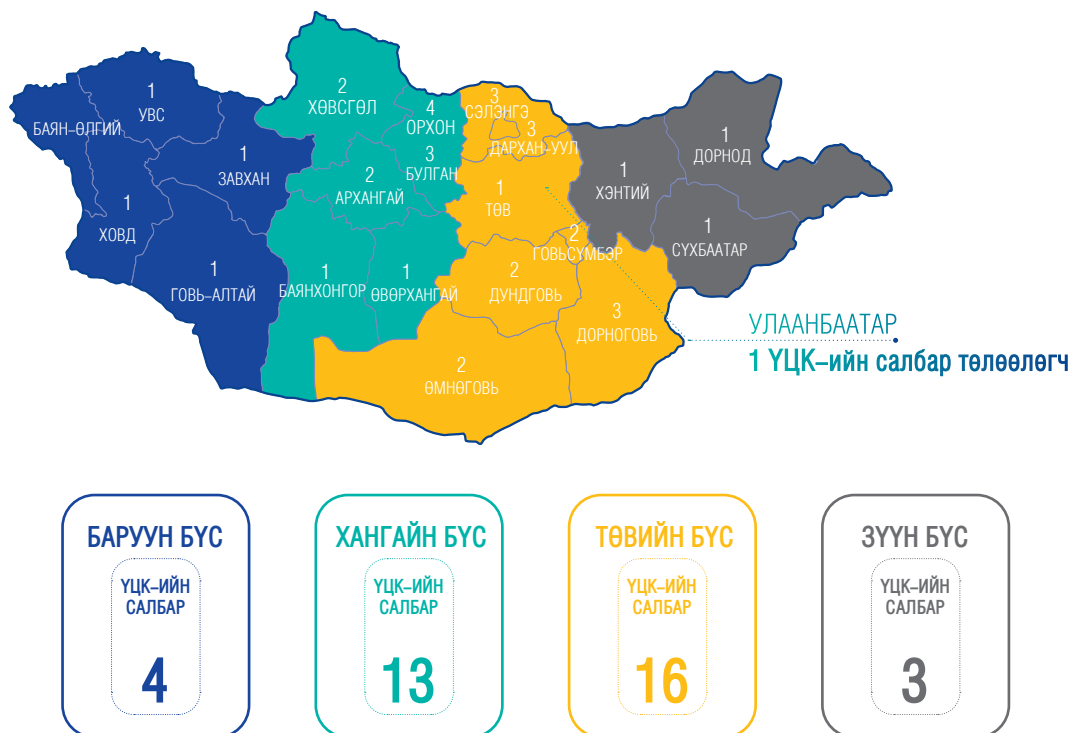 1
УВС
БАЯН-ӨЛГИЙ
1
ЗАВХАН
1
ХОВД
1
ГОВЬ-АЛТАЙ
2
ХӨВСГӨЛ
4
ОРХОН
3
БУЛГАН
2
АРХАНГАЙ
1
БАЯНХОНГОР
1
ӨВӨРХАНГАЙ
3
СЭЛЭНГЭ
3
ДАРХАН-УУЛ
1
ТӨВ
2
ГОВЬСҮМБЭР
2
ДУНДГОВЬ
3
ДОРНОГОВЬ
2
ӨМНӨГОВЬ
1
ХЭНТИЙ
1
ДОРНОД
1
СҮХБААТАР
УЛААНБААТАР
1 ҮЦК-ийн салбар төлөөлөгч
БАРУУН БҮС
ҮЦК-ИЙН
САЛБАР
4
ХАНГАЙН БҮС
ҮЦК-ИЙН
САЛБАР
13
ТӨВИЙН БҮС
ҮЦК-ИЙН
САЛБАР
16
ЗҮҮН БҮС
ҮЦК-ИЙН
САЛБАР
3